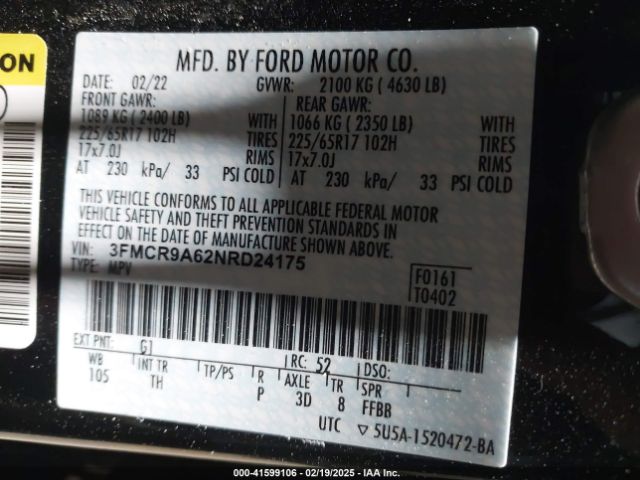 ON
MFD. BY FORD MOTOR CO.
DATE: 02/22 GVWR: 2100 KG ( 4630 LB)
FRONT GAWR: REAR GAWR:
1089 KG ( 2400 LB) WITH 1066 KG ( 2350 LB) WITH
225/65R17 102H TIRES 225/65R17 102H TIRES
17x7.0J RIMS 17x7.0J RIMS
AT 230 kPa/ 33 PSI COLD AT 230 kPa/ 33 PSI COLD
THIS VEHICLE CONFORMS TO ALL APPLICABLE FEDERAL MOTOR
VEHICLE SAFETY AND THEFT PREVENTION STANDARDS IN
EFFECT ON THE DATE OF MANUFACTURE SHOWN ABOVE.
VIN: 3FMCR9A62NRD24175
TYPE: MPV
F0161
T0402
EXT PNT: G1 RC: 52 DSO:
WB INT TR TP/PS R AXLE TR SPR
105 TH P 3D 8 FFBB
UTC ▽5U5A-1520472-BA
000-41599106 - 02/19/2025 - IAA Inc.